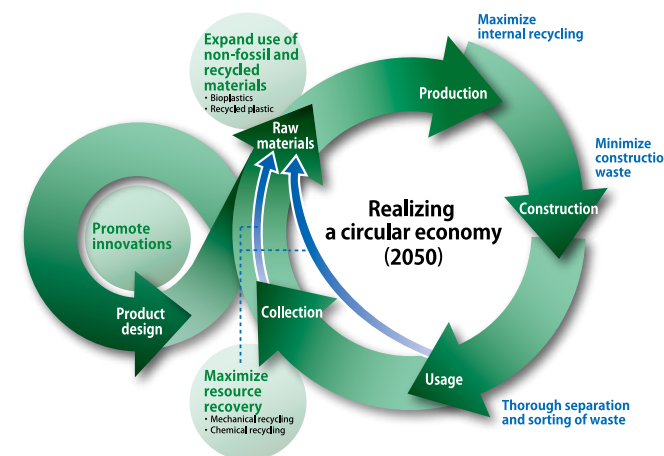 Maximize
internal recycling
Expand use of
non-fossil and
recycled
materials
・Bioplastics
・Recycled plastic
Production
Raw
materials
Minimize
constructio
waste
Realizing
a circular economy
(2050)
Construction
Promote
innovations
Product
design
Collection
Maximize
resource
recovery
・Mechanical recycling
・Chemical recycling
Usage
Thorough separation
and sorting of waste